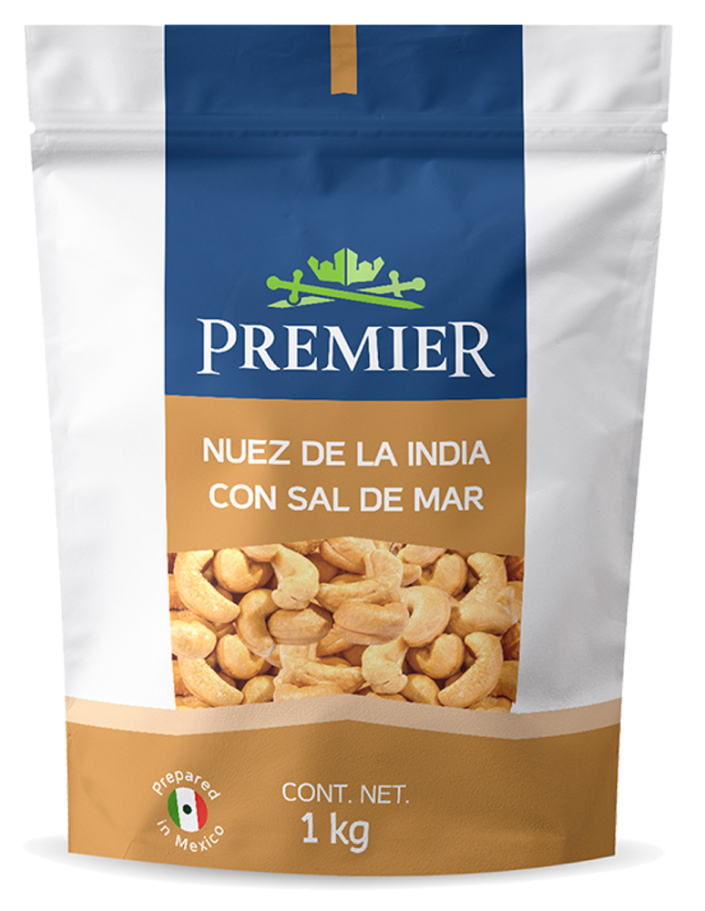 PREMIER
NUEZ DE LA INDIA
CON SAL DE MAR
Prepared
in Mexico
CONT. NET.
1 kg